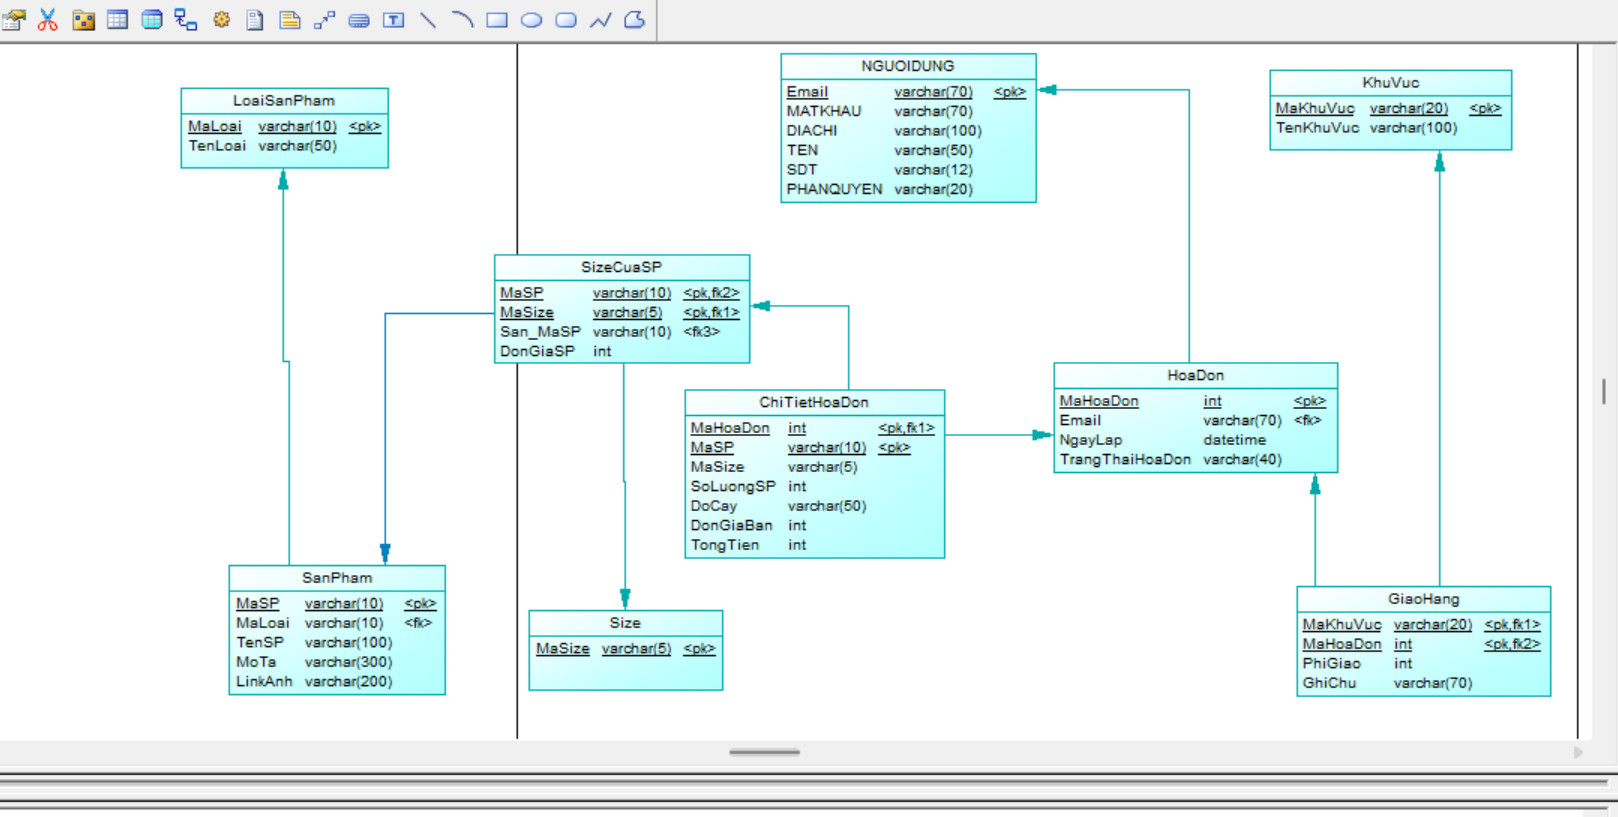 LoaiSanPham
MaLoai varchar(10) <pk>
TenLoai varchar(50)
NGUOIDUNG
Email varchar(70) <pk>
MATKHAU varchar(70)
DIACHI varchar(100)
TEN varchar(50)
SDT varchar(12)
PHANQUYEN varchar(20)
KhuVuc
MaKhuVuc varchar(20) <pk>
TenKhuVuc varchar(100)
SizeCuaSP
MaSP varchar(10) <pk,fk2>
MaSize varchar(5) <pk,fk1>
San_MaSP varchar(10) <fk3>
DonGiaSP int
ChiTietHoaDon
MaHoaDon int <pk,fk1>
MaSP varchar(10) <pk>
MaSize varchar(5)
SoLuongSP int
DoCay varchar(50)
DonGiaBan int
TongTien int
HoaDon
MaHoaDon int <pk>
Email varchar(70) <fk>
NgayLap datetime
TrangThaiHoaDon varchar(40)
SanPham
MaSP varchar(10) <pk>
MaLoai varchar(10) <fk>
TenSP varchar(100)
MoTa varchar(300)
LinkAnh varchar(200)
Size
MaSize varchar(5) <pk>
GiaoHang
MaKhuVuc varchar(20) <pk,fk1>
MaHoaDon int <pk,fk2>
PhiGiao int
GhiChu varchar(70)